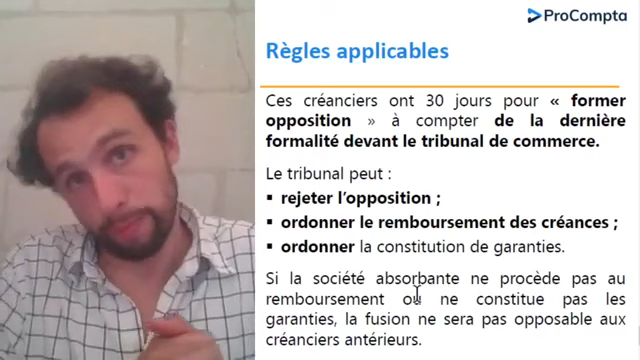 ProCompta
Règles applicables
Ces créanciers ont 30 jours pour « former
opposition » à compter de la dernière
formalité devant le tribunal de commerce.
Le tribunal peut :
▪ rejeter l’opposition ;
▪ ordonner le remboursement des créances ;
▪ ordonner la constitution de garanties.
Si la société absorbante ne procède pas au
remboursement ou ne constitue pas les
garanties, la fusion ne sera pas opposable aux
créanciers antérieurs.